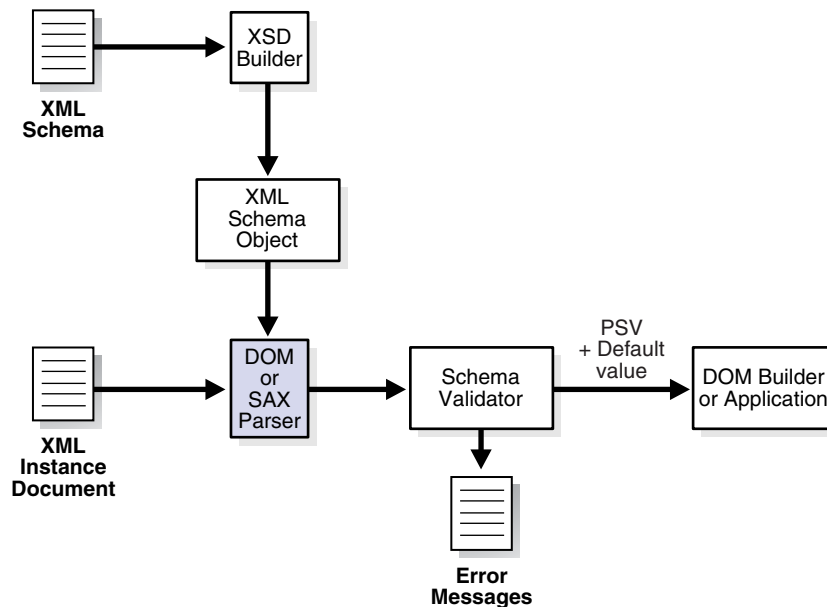 XSD
Builder
XML
Schema
XML
Schema
Object
DOM
or
SAX
Parser
Schema
Validator
PSV
+ Default
value
DOM Builder
or Application
XML
Instance
Document
Error
Messages